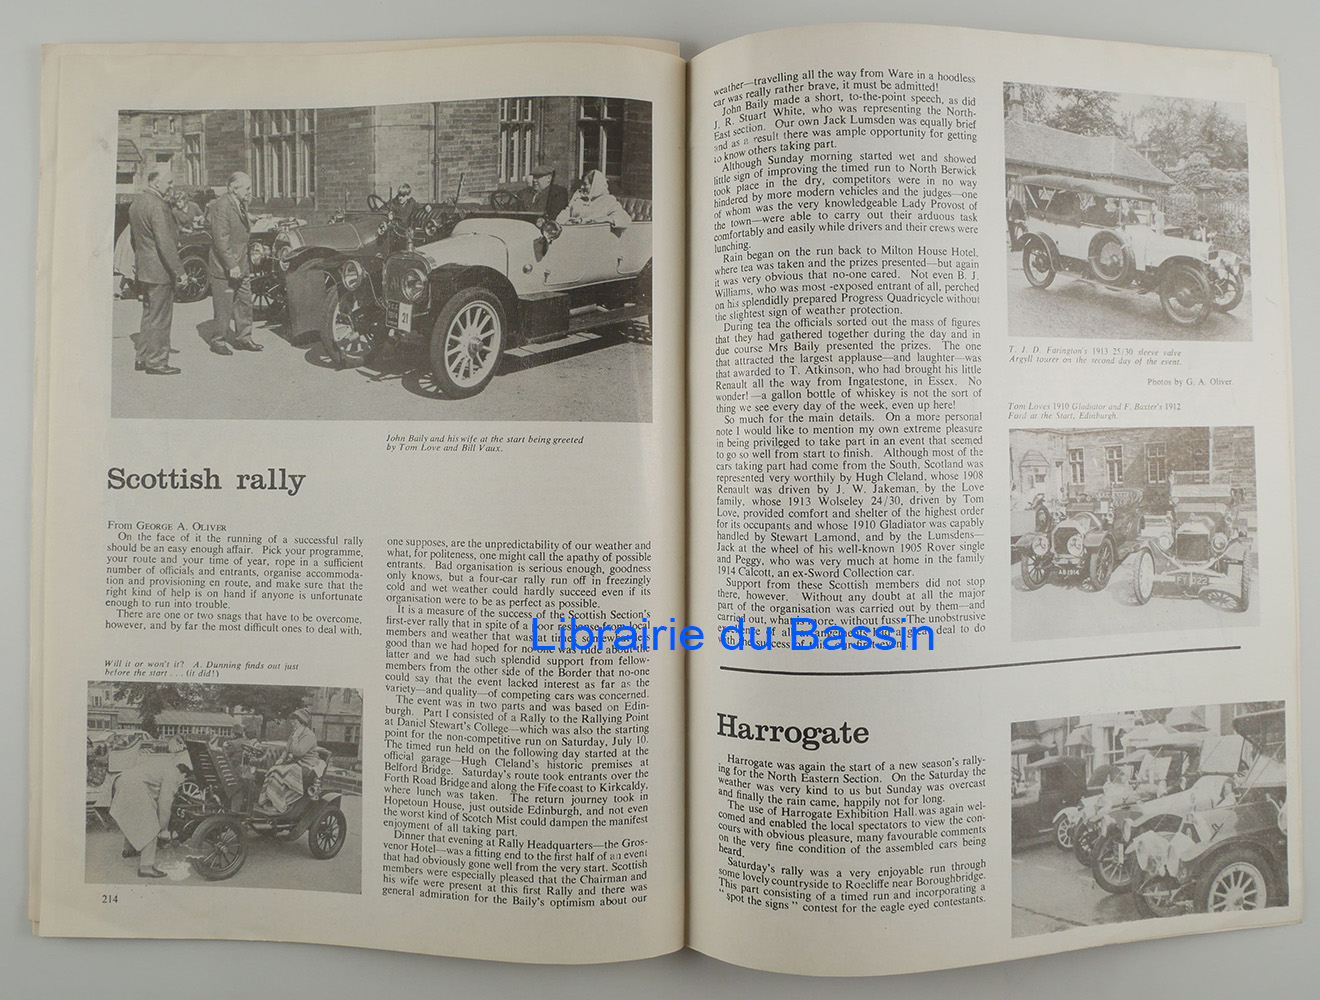 John Baily and his wife at the start being greeted
by Tom Love and Bill Vaux.
Scottish rally
From GEORGE A. OLIVER
On the face of it the running of a successful rally
should be an easy enough affair. Pick your programme,
your route and your time of year, rope in a sufficient
number of officials and entrants, organise accommoda-
tion and provisioning en route, and make sure that the
right kind of help is on hand if anyone is unfortunate
enough to run into trouble.
There are one or two snags that have to be overcome,
however, and by far the most difficult ones to deal with,
Will it or won't it? A. Dunning finds out just
before the start . . . (it did!)
214
one supposes, are the unpredictability of our weather and
what, for politeness, one might call the apathy of possible
entrants. Bad organisation is serious enough, goodness
only knows, but a four-car rally run off in freezingly
cold and wet weather could hardly succeed even if its
organisation were to be as perfect as possible.
It is a measure of the success of the Scottish Section's
first-ever rally that in spite of a poor response from local
members and weather that was at times somewhat less
good than we had hoped for no-one was rude about the
latter and we had such splendid support from fellow-
members from the other side of the Border that no-one
could say that the event lacked interest as far as the
variety—and quality—of competing cars was concerned.
The event was in two parts and was based on Edin-
burgh. Part I consisted of a Rally to the Rallying Point
at Daniel Stewart's College—which was also the starting
point for the non-competitive run on Saturday, July 10.
The timed run held on the following day started at the
official garage—Hugh Cleland's historic premises at
Belford Bridge. Saturday's route took entrants over the
Forth Road Bridge and along the Fife coast to Kirkcaldy,
where lunch was taken. The return journey took in
Hopetoun House, just outside Edinburgh, and not even
the worst kind of Scotch Mist could dampen the manifest
enjoyment of all taking part.
Dinner that evening at Rally Headquarters—the Gros-
venor Hotel—was a fitting end to the first half of an event
that had obviously gone well from the very start. Scottish
members were especially pleased that the Chairman and
his wife were present at this first Rally and there was
general admiration for the Baily's optimism about our
weather—travelling all the way from Ware in a hoodless
car was really rather brave, it must be admitted!
John Baily made a short, to-the-point speech, as did
J. R. Stuart White, who was representing the North-
East section. Our own Jack Lumsden was equally brief
and as a result there was ample opportunity for getting
to know others taking part.
Although Sunday morning started wet and showed
little sign of improving the timed run to North Berwick
took place in the dry, competitors were in no way
hindered by more modern vehicles and the judges—one
of whom was the very knowledgeable Lady Provost of
the town—were able to carry out their arduous task
comfortably and easily while drivers and their crews were
lunching.
Rain began on the run back to Milton House Hotel,
where tea was taken and the prizes presented—but again
it was very obvious that no-one cared. Not even B. J.
Williams, who was most -exposed entrant of all, perched
on his splendidly prepared Progress Quadricycle without
the slightest sign of weather protection.
During tea the officials sorted out the mass of figures
that they had gathered together during the day and in
due course Mrs Baily presented the prizes. The one
that attracted the largest applause—and laughter—was
that awarded to T. Atkinson, who had brought his little
Renault all the way from Ingatestone, in Essex. No
wonder!—a gallon bottle of whiskey is not the sort of
thing we see every day of the week, even up here!
So much for the main details. On a more personal
note I would like to mention my own extreme pleasure
in being privileged to take part in an event that seemed
to go so well from start to finish. Although most of the
cars taking part had come from the South, Scotland was
represented very worthily by Hugh Cleland, whose 1908
Renault was driven by J. W. Jakeman, by the Love
family, whose 1913 Wolseley 24/30, driven by Tom
Love, provided comfort and shelter of the highest order
for its occupants and whose 1910 Gladiator was capably
handled by Stewart Lamond, and by the Lumsdens—
Jack at the wheel of his well-known 1905 Rover single
and Peggy, who was very much at home in the family
1914 Calcott, an ex-Sword Collection car.
Support from these Scottish members did not stop
there, however. Without any doubt at all the major
part of the organisation was carried out by them—and
carried out, what's more, without fuss. The unobstrusive
of all arrangements had a great deal to do
with the success of this our first event.
Librairie du Bassin
T. J. D. Farington's 1913 25/30 sleeve valve
Argyll tourer on the second day of the event.
Photos by G. A. Oliver.
Tom Loves 1910 Gladiator and F. Baxter's 1912
Ford at the Start, Edinburgh.
Harrogate
Harrogate was again the start of a new season's rally-
ing for the North Eastern Section. On the Saturday the
weather was very kind to us but Sunday was overcast
and finally the rain came, happily not for long.
The use of Harrogate Exhibition Hall was again wel-
comed and enabled the local spectators to view the con-
cours with obvious pleasure, many favourable comments
on the very fine condition of the assembled cars being
heard.
Saturday's rally was a very enjoyable run through
some lovely countryside to Roecliffe near Boroughbridge.
This part consisting of a timed run and incorporating a
"spot the signs" contest for the eagle eyed contestants.
21
AB 1914